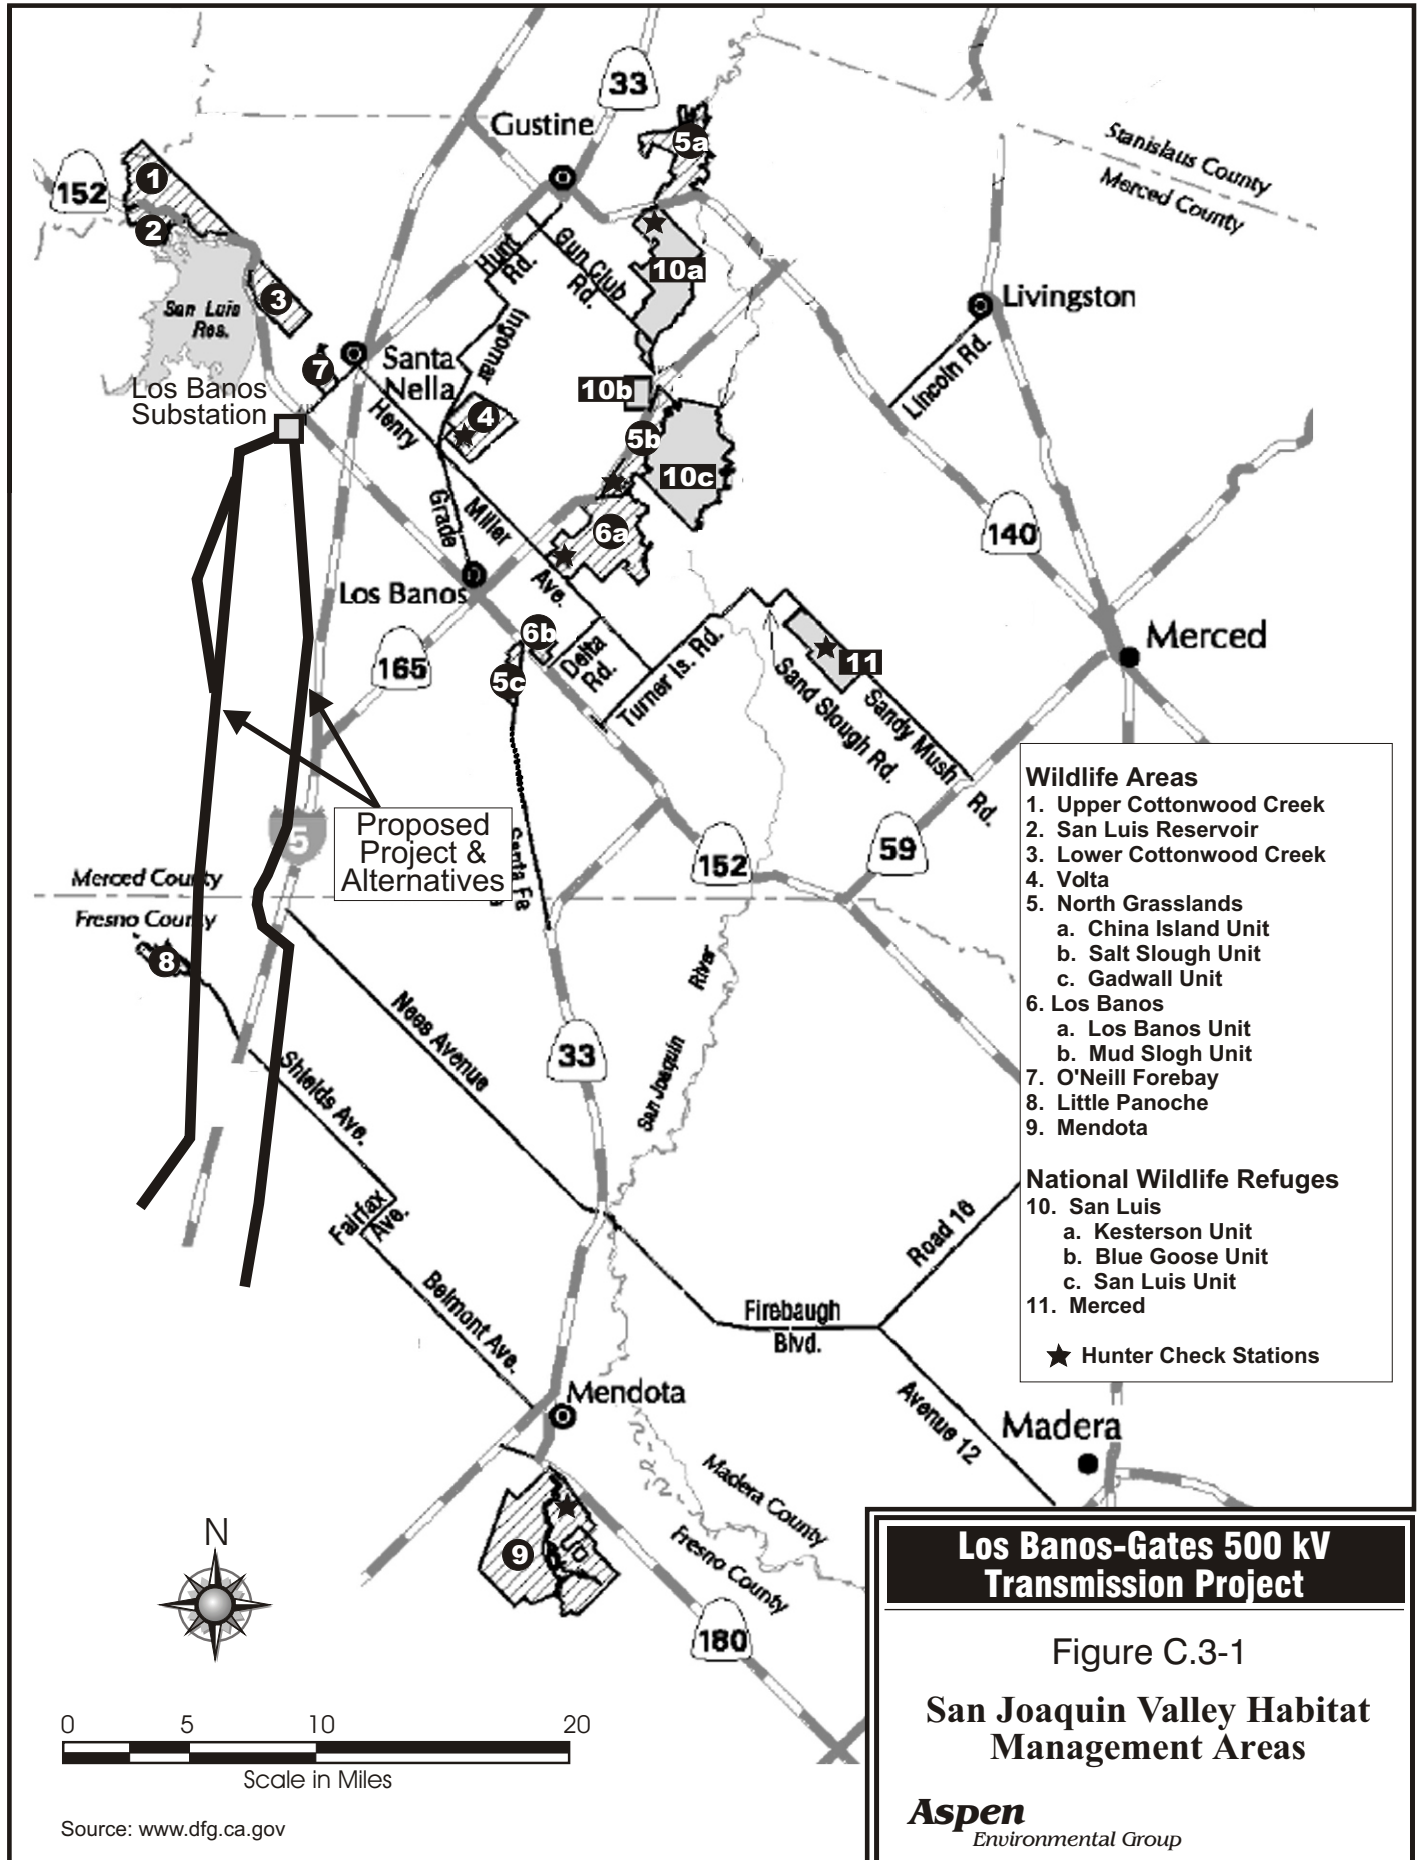 33
Gustine
5a
Stanislaus County
Merced County
152
1
2
Hunt
Rd.
Gun Club
Rd.
10a
3
San Luis
Res.
Livingston
Ingomar
Santa
Nella
7
Lincoln Rd.
Los Banos
Substation
10b
Henry
4
5b
10c
Grade
Miller
6a
140
Los Banos
Ave.
6b
Merced
165
Delta
Rd.
11
5c
Turner Is. Rd.
Sand Slough Rd.
Sandy Mush
Rd.
Proposed
Project &
Alternatives
5
Santa Fe
152
59
Merced County
Fresno County
8
River
San Joaquin
Nees Avenue
33
Shields Ave.
Fairfax
Ave.
Road 16
Belmont Ave.
Firebaugh
Blvd.
Mendota
Avenue 12
Madera
Madera County
Fresno County
9
180
Wildlife Areas
1. Upper Cottonwood Creek
2. San Luis Reservoir
3. Lower Cottonwood Creek
4. Volta
5. North Grasslands
a. China Island Unit
b. Salt Slough Unit
c. Gadwall Unit
6. Los Banos
a. Los Banos Unit
b. Mud Slogh Unit
7. O'Neill Forebay
8. Little Panoche
9. Mendota
National Wildlife Refuges
10. San Luis
a. Kesterson Unit
b. Blue Goose Unit
c. San Luis Unit
11. Merced
Hunter Check Stations
N
0 5 10 20
Scale in Miles
Source: www.dfg.ca.gov
Los Banos-Gates 500 kV
Transmission Project
Figure C.3-1
San Joaquin Valley Habitat
Management Areas
Aspen
Environmental Group